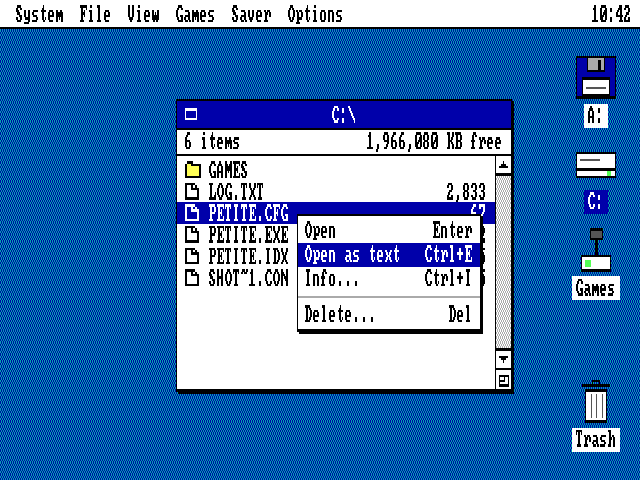 System File View Games Saver Options 10:42
A:
C:\
6 items 1,966,080 KB free
GAMES
LOG.TXT 2,833
PETITE.CFG
PETITE.EXE
PETITE.IDX
SHOT~1.CON
Open Enter
Open as text Ctrl+E
Info... Ctrl+I
Delete... Del
C:
Games
Trash